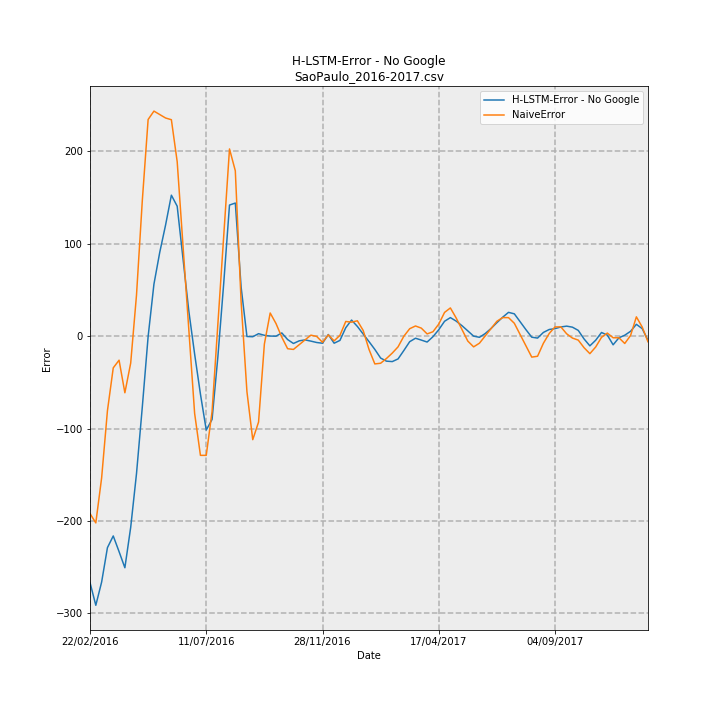 H-LSTM-Error - No Google
SaoPaulo_2016-2017.csv
H-LSTM-Error - No Google
NaiveError
Error
200
100
0
−100
−200
−300
22/02/2016
11/07/2016
28/11/2016
17/04/2017
04/09/2017
Date